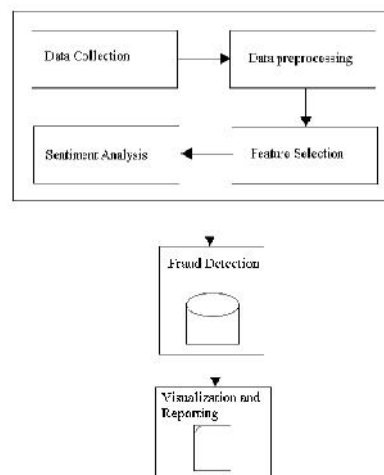 Data Collection
Data preprocessing
Sentiment Analysis
Feature Selection
Fraud Detection
Visualization and
Reporting